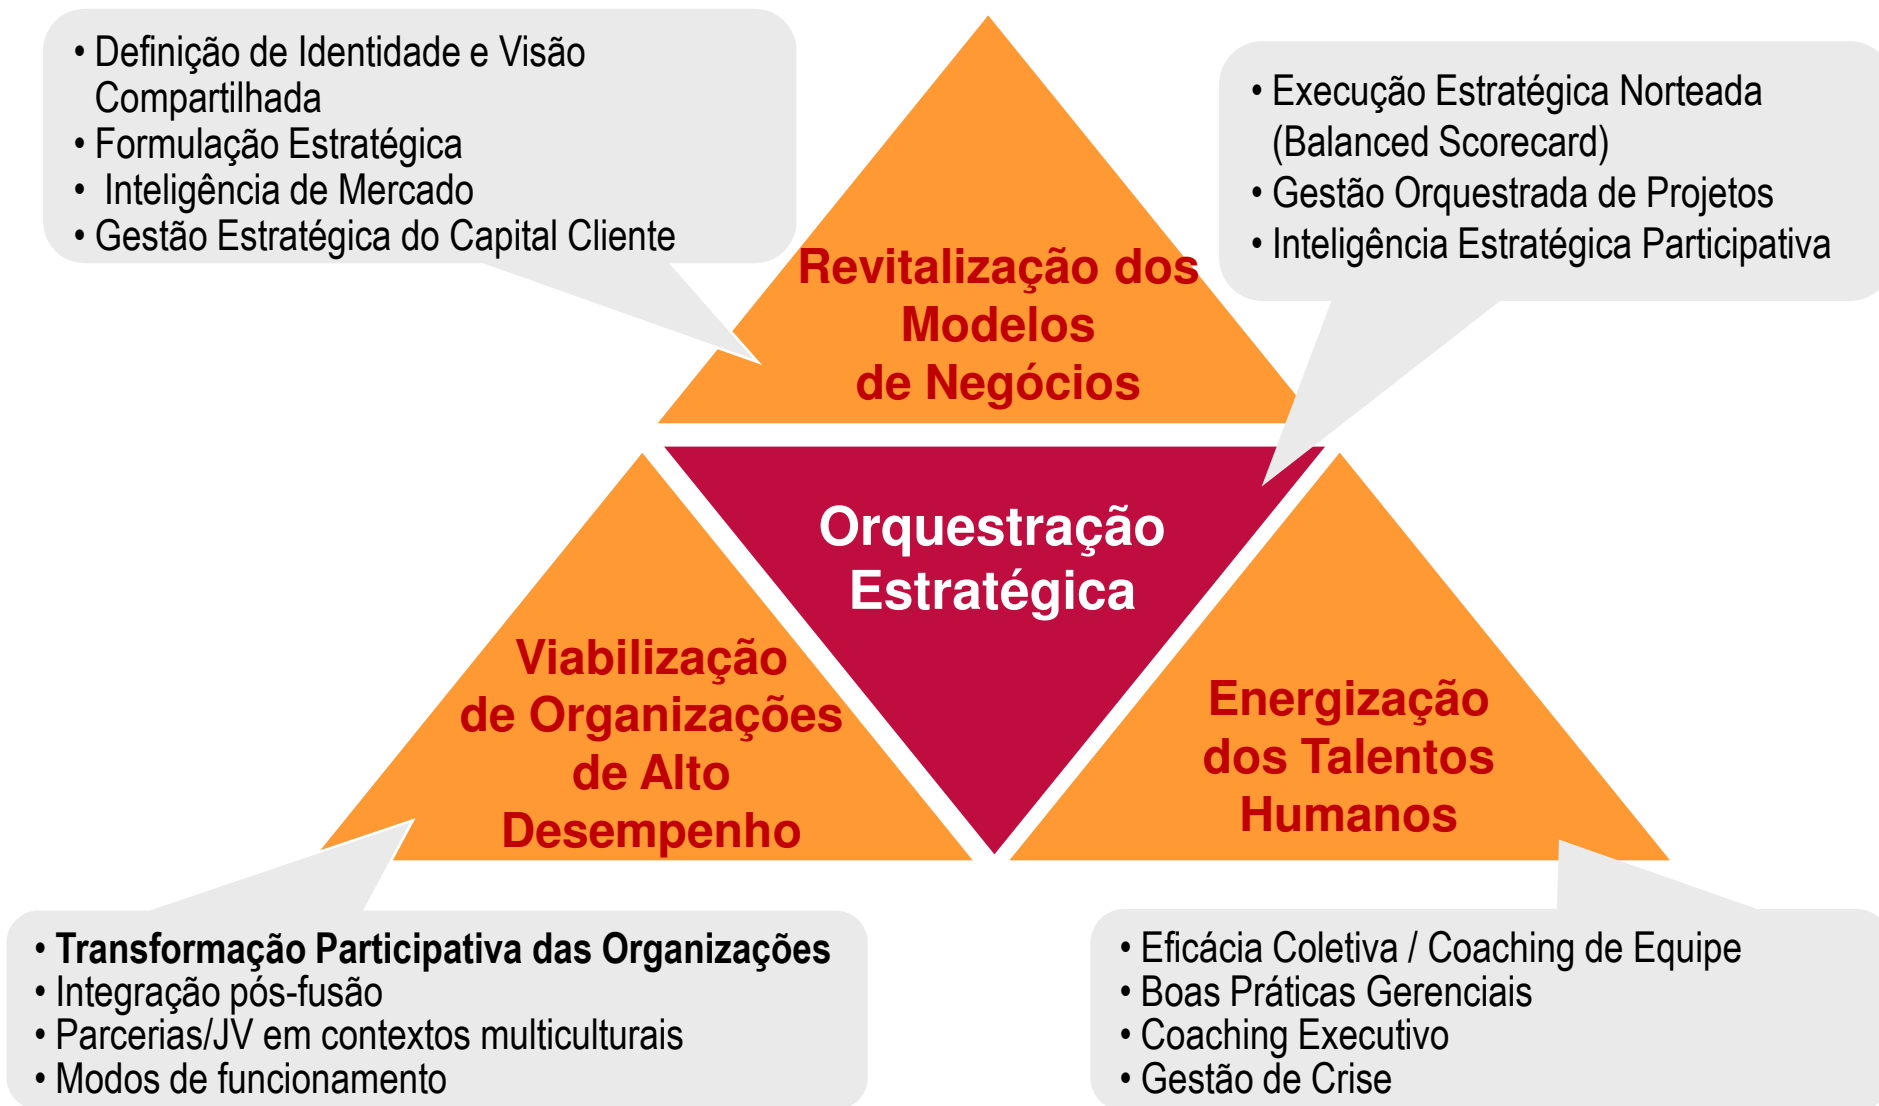 • Definição de Identidade e Visão
Compartilhada
• Formulação Estratégica
• Inteligência de Mercado
• Gestão Estratégica do Capital Cliente
• Execução Estratégica Norteada
(Balanced Scorecard)
• Gestão Orquestrada de Projetos
• Inteligência Estratégica Participativa
Revitalização dos
Modelos
de Negócios
Orquestração
Estratégica
Viabilização
de Organizações
de Alto
Desempenho
Energização
dos Talentos
Humanos
• Transformação Participativa das Organizações
• Integração pós-fusão
• Parcerias/JV em contextos multiculturais
• Modos de funcionamento
• Eficácia Coletiva / Coaching de Equipe
• Boas Práticas Gerenciais
• Coaching Executivo
• Gestão de Crise